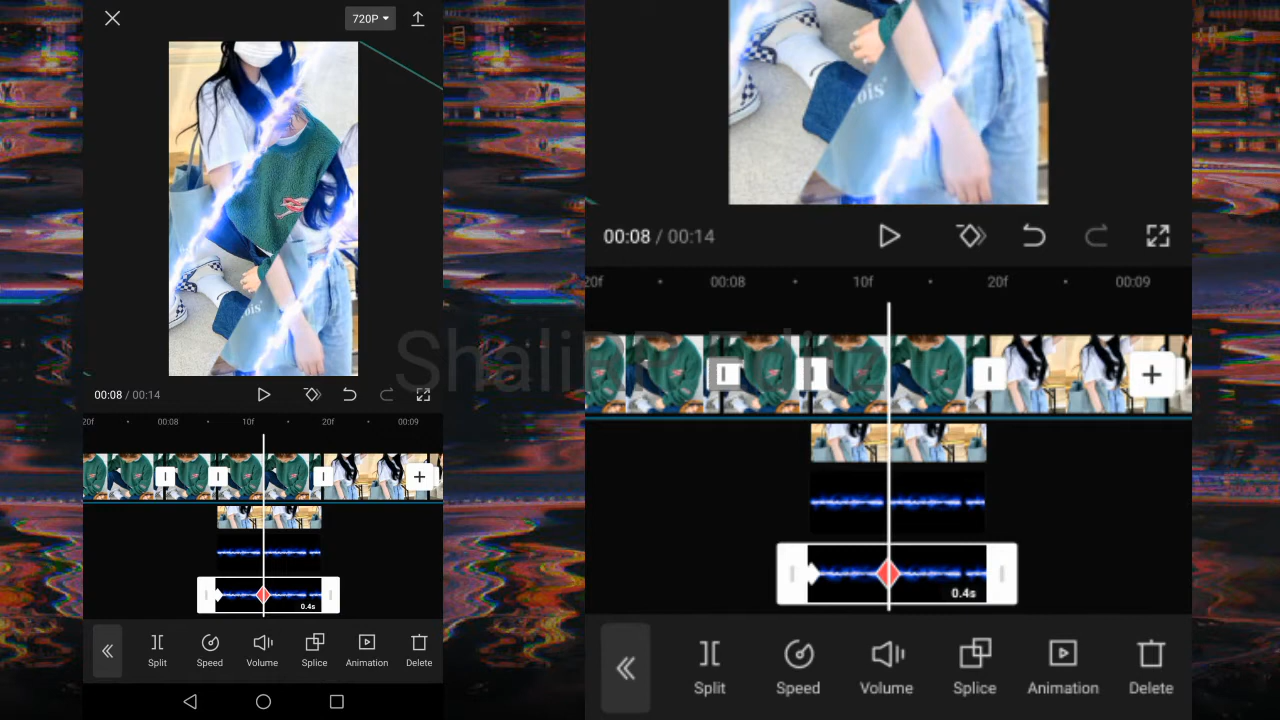 720P
bis
00:08 / 00:14
20f 00:08 10f 20f 00:09
0.4s
Split Speed Volume Splice Animation Delete
bis
00:08 / 00:14
20f 00:08 10f 20f 00:09
0.4s
Split Speed Volume Splice Animation Delete